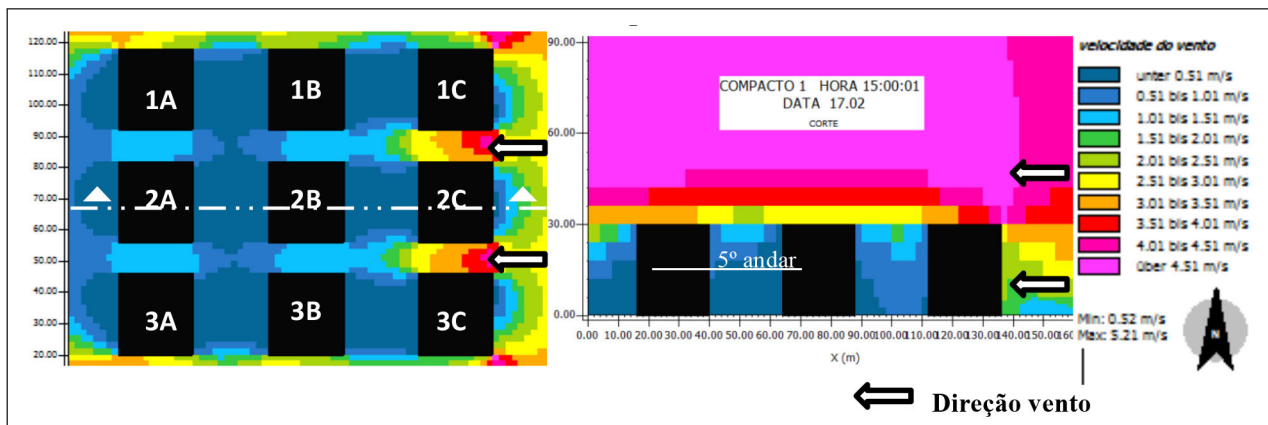 120.00
110.00
100.00
90.00
80.00
70.00
60.00
50.00
40.00
30.00
20.00
1A 1B 1C
2A 2B 2C
3A 3B 3C
90.00
60.00
30.00
0.00
COMPACTO 1 HORA 15:00:01
DATA 17.02
CORTE
5º andar
0.00 10.00 20.00 30.00 40.00 50.00 60.00 70.00 80.00 90.00 100.00 110.00 120.00 130.00 140.00 150.00 160
X (m)
velocidade do vento
unter 0.51 m/s
0.51 bis 1.01 m/s
1.01 bis 1.51 m/s
1.51 bis 2.01 m/s
2.01 bis 2.51 m/s
2.51 bis 3.01 m/s
3.01 bis 3.51 m/s
3.51 bis 4.01 m/s
4.01 bis 4.51 m/s
über 4.51 m/s
Min: 0.52 m/s
Max: 5.21 m/s
N
Direção vento